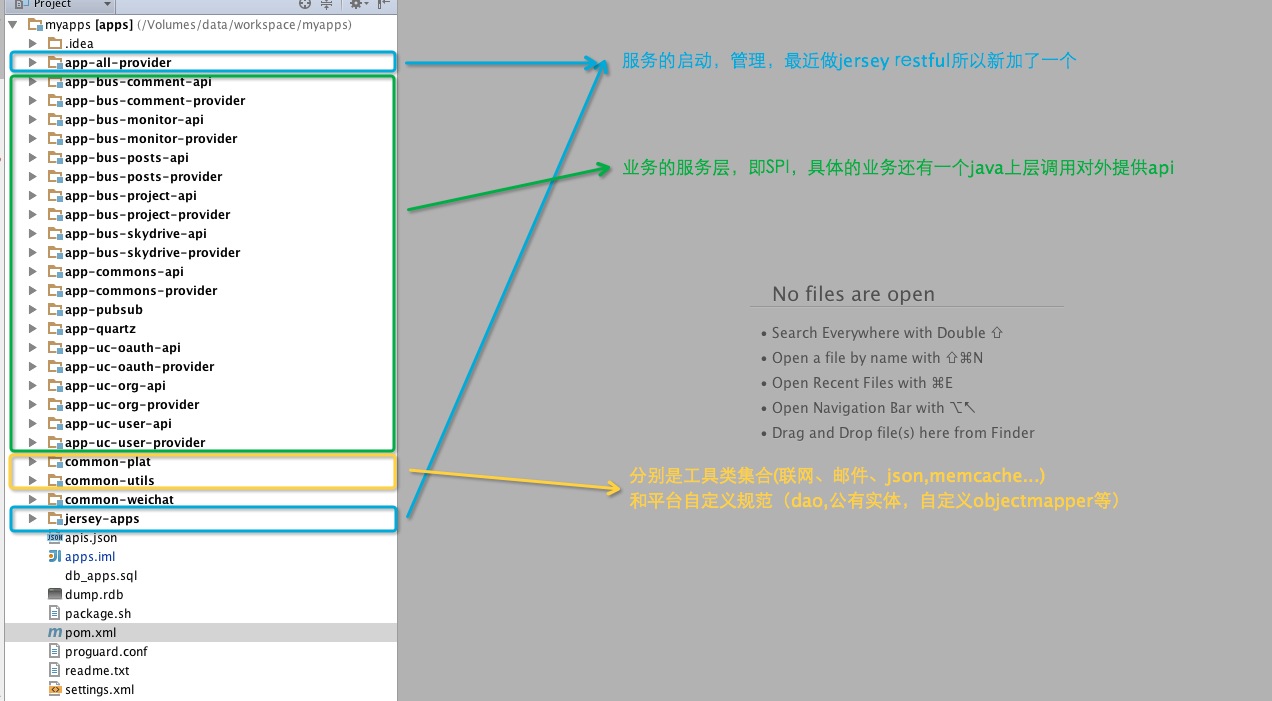 Project
myapps [apps] (/Volumes/data/workspace/myapps)
.idea
app-all-provider
服务的启动，管理，最近做jersey restful所以新加了一个
app-bus-comment-api
app-bus-comment-provider
app-bus-monitor-api
app-bus-monitor-provider
app-bus-posts-api
业务的服务层，即SPI，具体的业务还有一个java上层调用对外提供api
app-bus-posts-provider
app-bus-project-api
app-bus-project-provider
app-bus-skydrive-api
app-bus-skydrive-provider
app-commons-api
app-commons-provider
No files are open
app-pubsub
app-quartz
Search Everywhere with Double ⇧
app-uc-oauth-api
Open a file by name with ⇧⌘N
app-uc-oauth-provider
app-uc-org-api
Open Recent Files with ⌘E
app-uc-org-provider
Open Navigation Bar with ⌥↖
app-uc-user-api
Drag and Drop file(s) here from Finder
app-uc-user-provider
common-plat
分别是工具类集合(联网、邮件、json,memcache...)
common-utils
和平台自定义规范（dao,公有实体，自定义objectmapper等）
common-weichat
jersey-apps
apis.json
apps.iml
db_apps.sql
dump.rdb
package.sh
pom.xml
proguard.conf
readme.txt
settings.xml